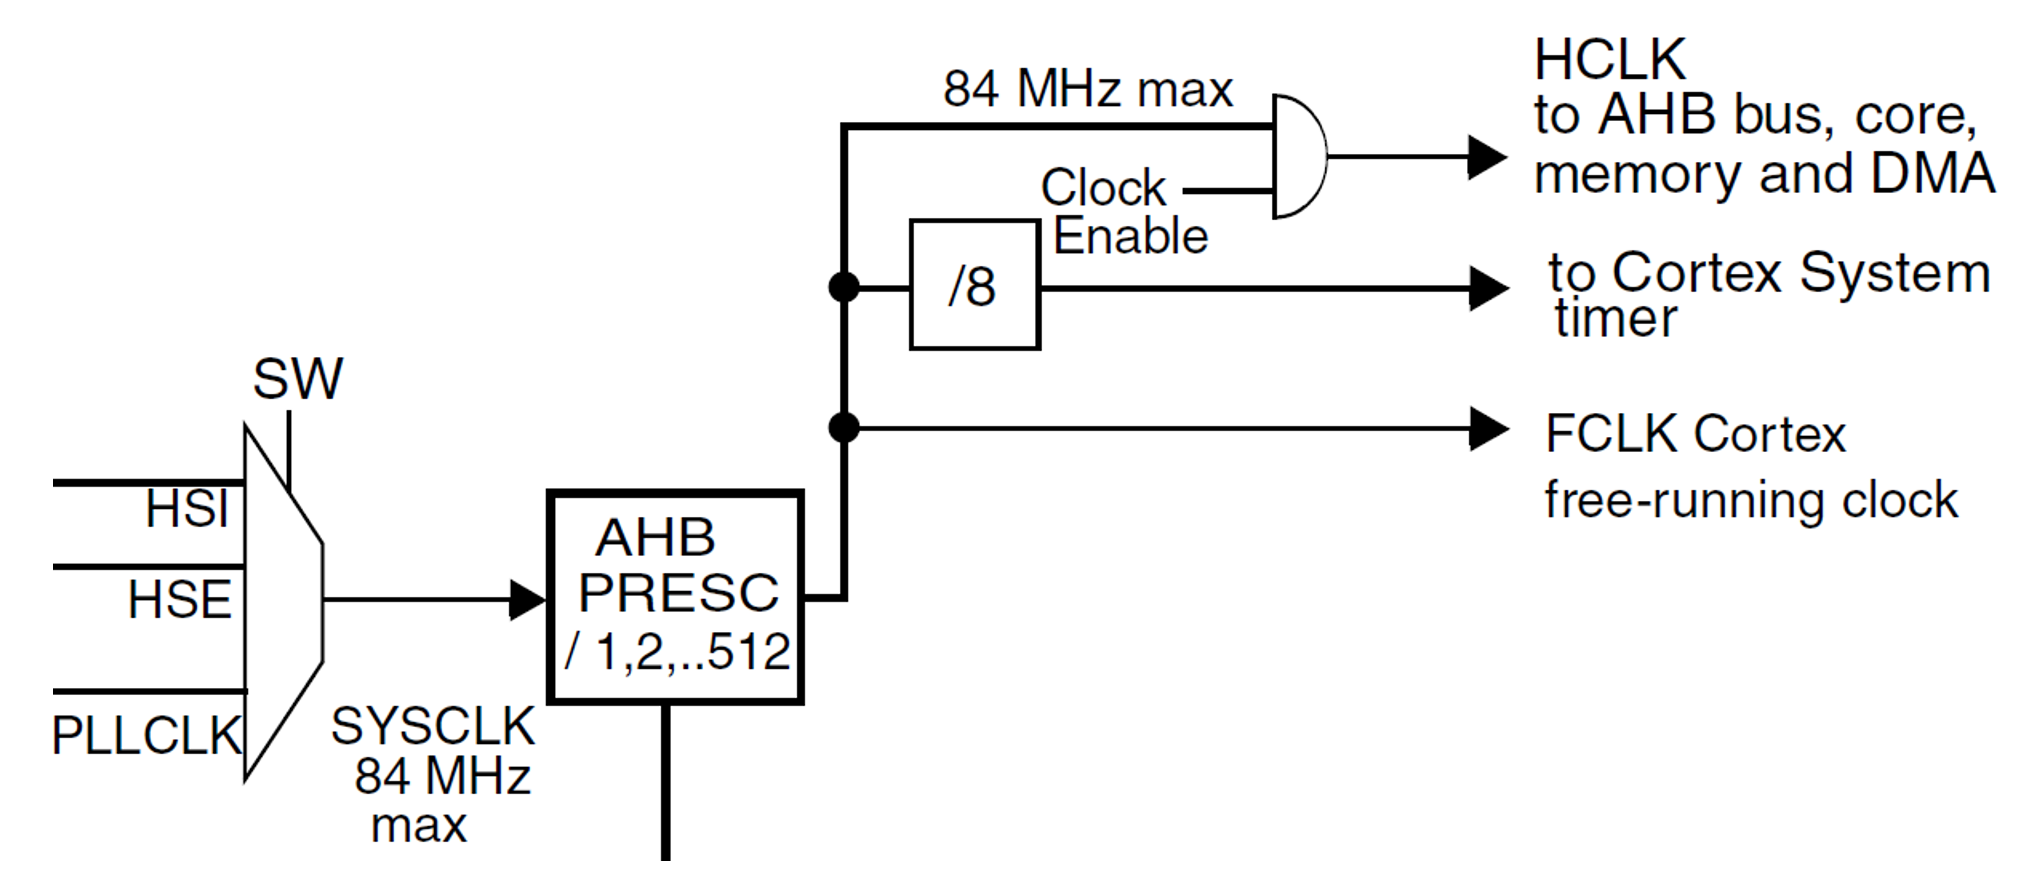 84 MHz max
HCLK
to AHB bus, core,
memory and DMA
Clock
Enable
/8
to Cortex System
timer
SW
FCLK Cortex
free-running clock
HSI
HSE
PLLCLK
AHB
PRESC
/ 1,2,..512
SYSCLK
84 MHz
max